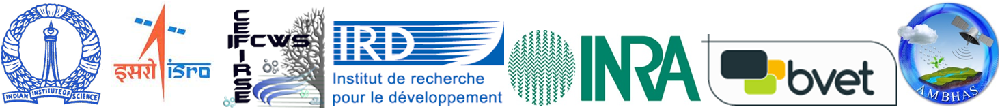 INDIAN INSTITUTE OF SCIENCE
इसरो isro
CEFIRSE
IFCWS
IRD
Institut de recherche
pour le développement
INRA
bvet
AMBHAS